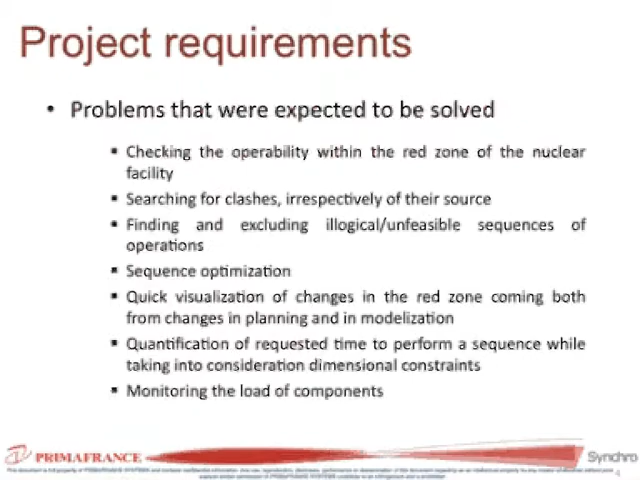 Project requirements
• Problems that were expected to be solved
▪ Checking the operability within the red zone of the nuclear
facility
▪ Searching for clashes, irrespectively of their source
▪ Finding and excluding illogical/unfeasible sequences of
operations
▪ Sequence optimization
▪ Quick visualization of changes in the red zone coming both
from changes in planning and in modelization
▪ Quantification of requested time to perform a sequence while
taking into consideration dimensional constraints
▪ Monitoring the load of components
PRIMAFRANCE
Synchro
4